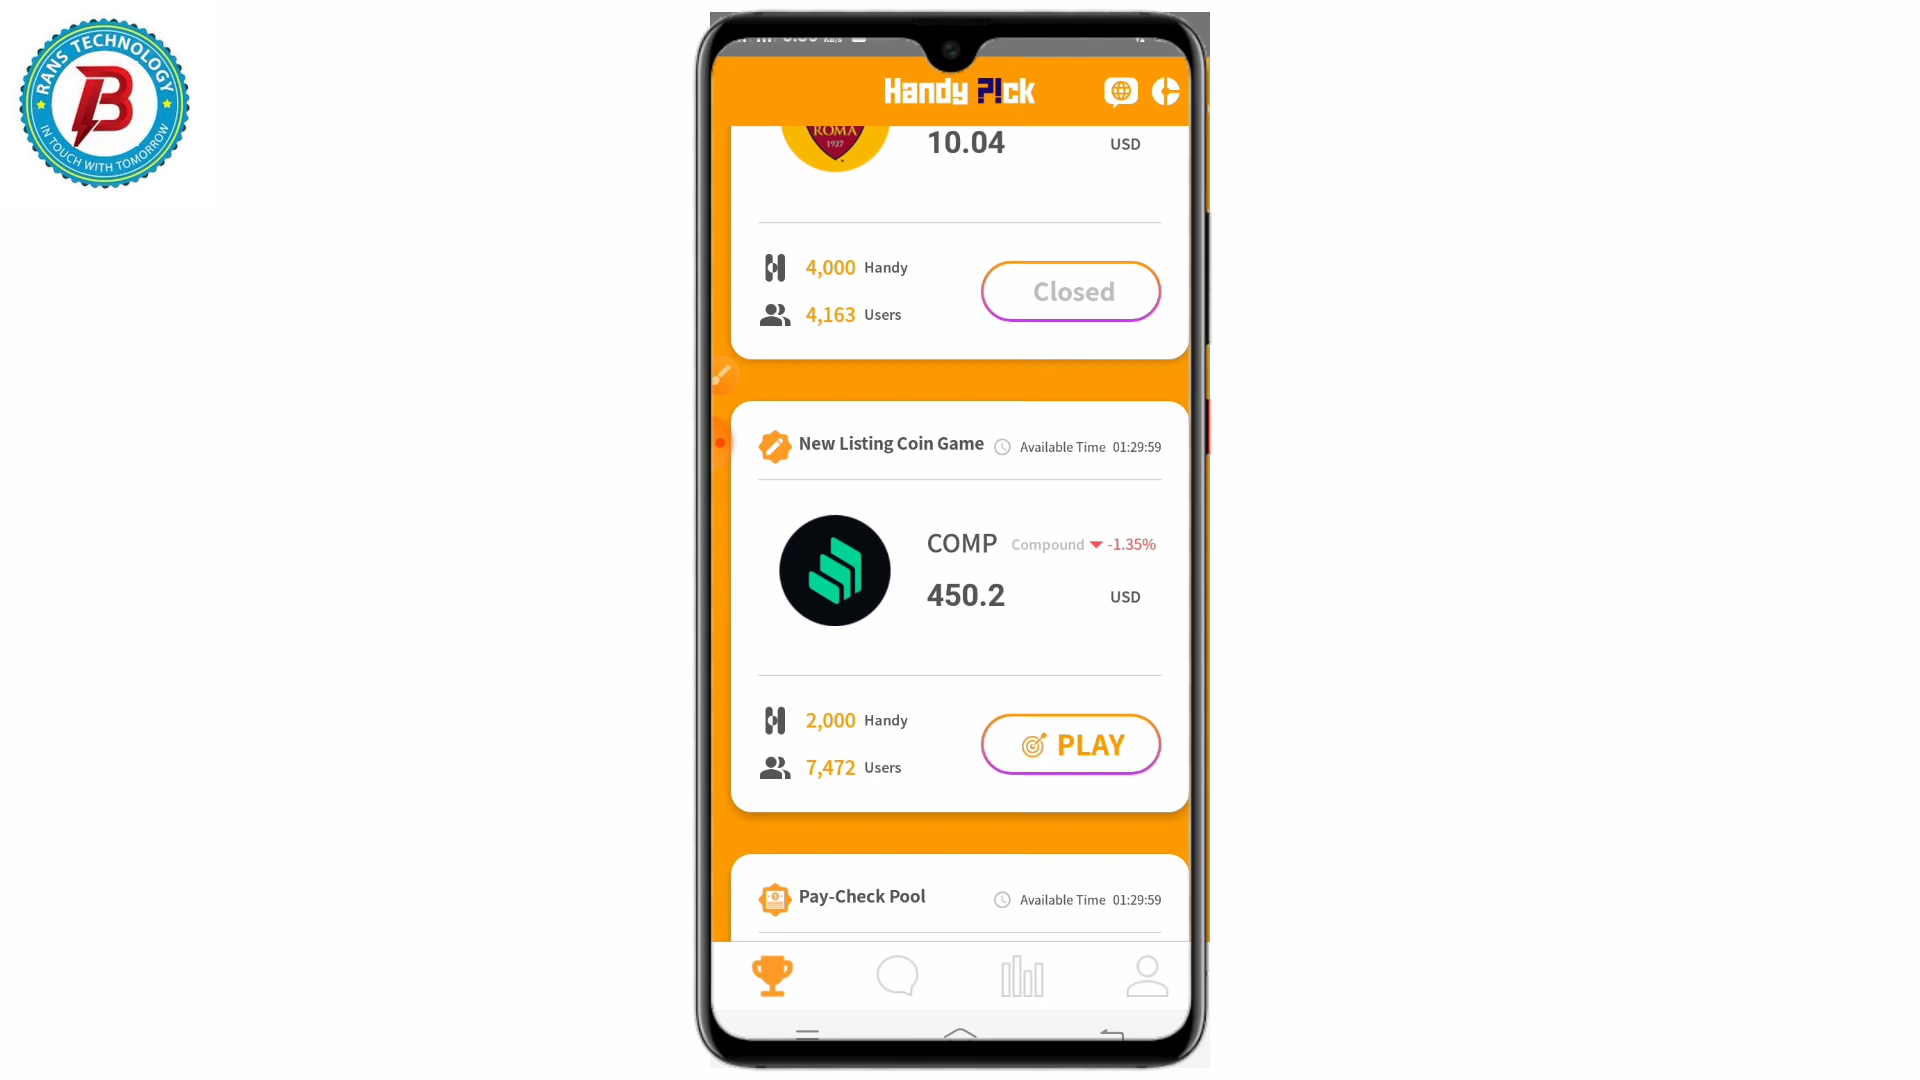 RANS TECHNOLOGY
B
IN TOUCH WITH TOMORROW
Handy P!ck
ROMA
1927
10.04 USD
4,000 Handy
4,163 Users
Closed
New Listing Coin Game Available Time 01:29:59
COMP Compound -1.35%
450.2 USD
2,000 Handy
7,472 Users
PLAY
Pay-Check Pool Available Time 01:29:59